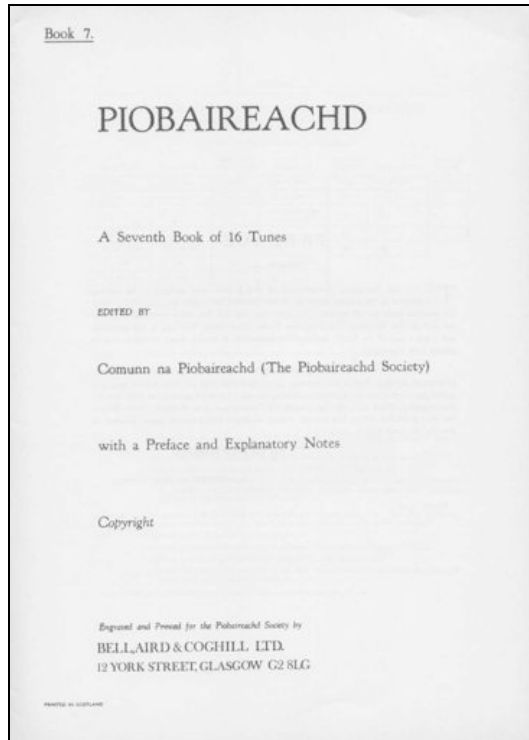 Book 7.
PIOBAIREACHD
A Seventh Book of 16 Tunes
EDITED BY
Comunn na Piobaireachd (The Piobaireachd Society)
with a Preface and Explanatory Notes
Copyright
Engraved and Printed for the Piobaireachd Society by
BELL, AIRD & COGHILL LTD.
12 YORK STREET, GLASGOW G2 8LG
PRINTED IN SCOTLAND